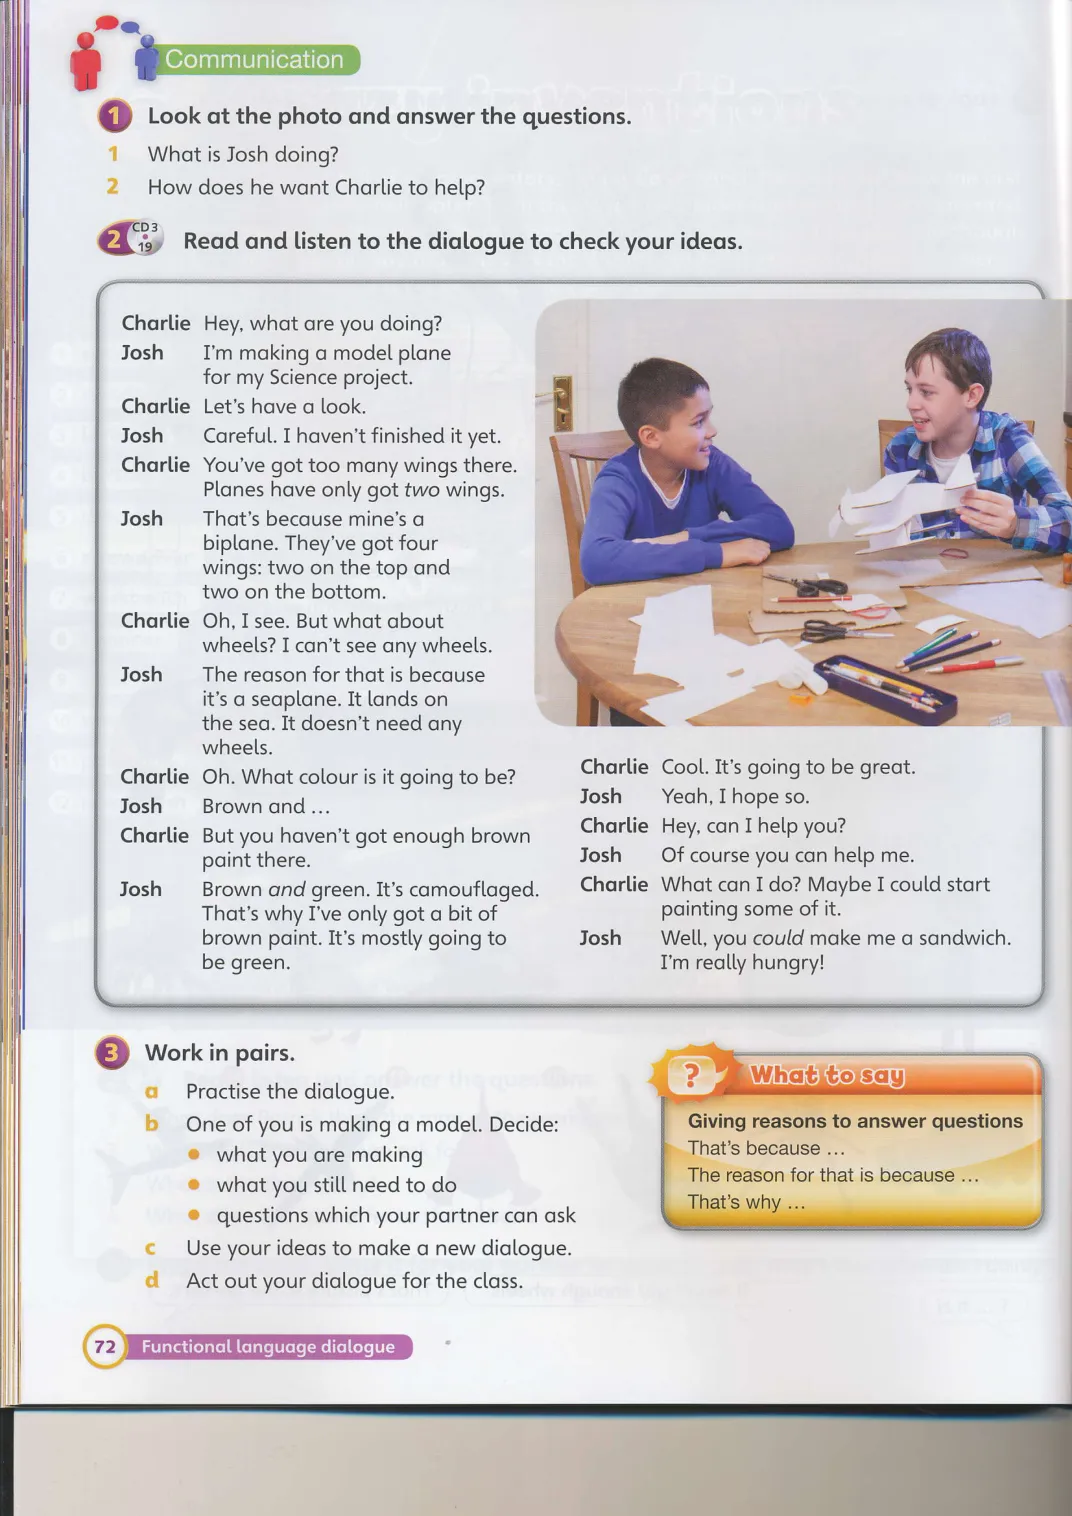 Communication
1 Look at the photo and answer the questions.
1 What is Josh doing?
2 How does he want Charlie to help?
2 CD3 • 19 Read and listen to the dialogue to check your ideas.
Charlie Hey, what are you doing?
Josh I'm making a model plane
for my Science project.
Charlie Let's have a look.
Josh Careful. I haven't finished it yet.
Charlie You've got too many wings there.
Planes have only got two wings.
Josh That's because mine's a
biplane. They've got four
wings: two on the top and
two on the bottom.
Charlie Oh, I see. But what about
wheels? I can't see any wheels.
Josh The reason for that is because
it's a seaplane. It lands on
the sea. It doesn't need any
wheels.
Charlie Oh. What colour is it going to be?
Josh Brown and ...
Charlie But you haven't got enough brown
paint there.
Josh Brown and green. It's camouflaged.
That's why I've only got a bit of
brown paint. It's mostly going to
be green.
Charlie Cool. It's going to be great.
Josh Yeah, I hope so.
Charlie Hey, can I help you?
Josh Of course you can help me.
Charlie What can I do? Maybe I could start
painting some of it.
Josh Well, you could make me a sandwich.
I'm really hungry!
3 Work in pairs.
a Practise the dialogue.
b One of you is making a model. Decide:
• what you are making
• what you still need to do
• questions which your partner can ask
c Use your ideas to make a new dialogue.
d Act out your dialogue for the class.
? What to say
Giving reasons to answer questions
That's because ...
The reason for that is because ...
That's why ...
72 Functional language dialogue